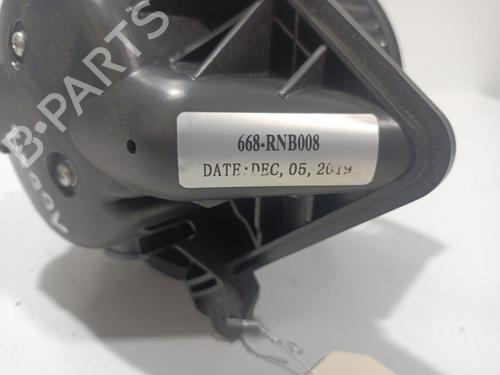 B-PARTS
668-RNB008
DATE:DEC, 05, 2019